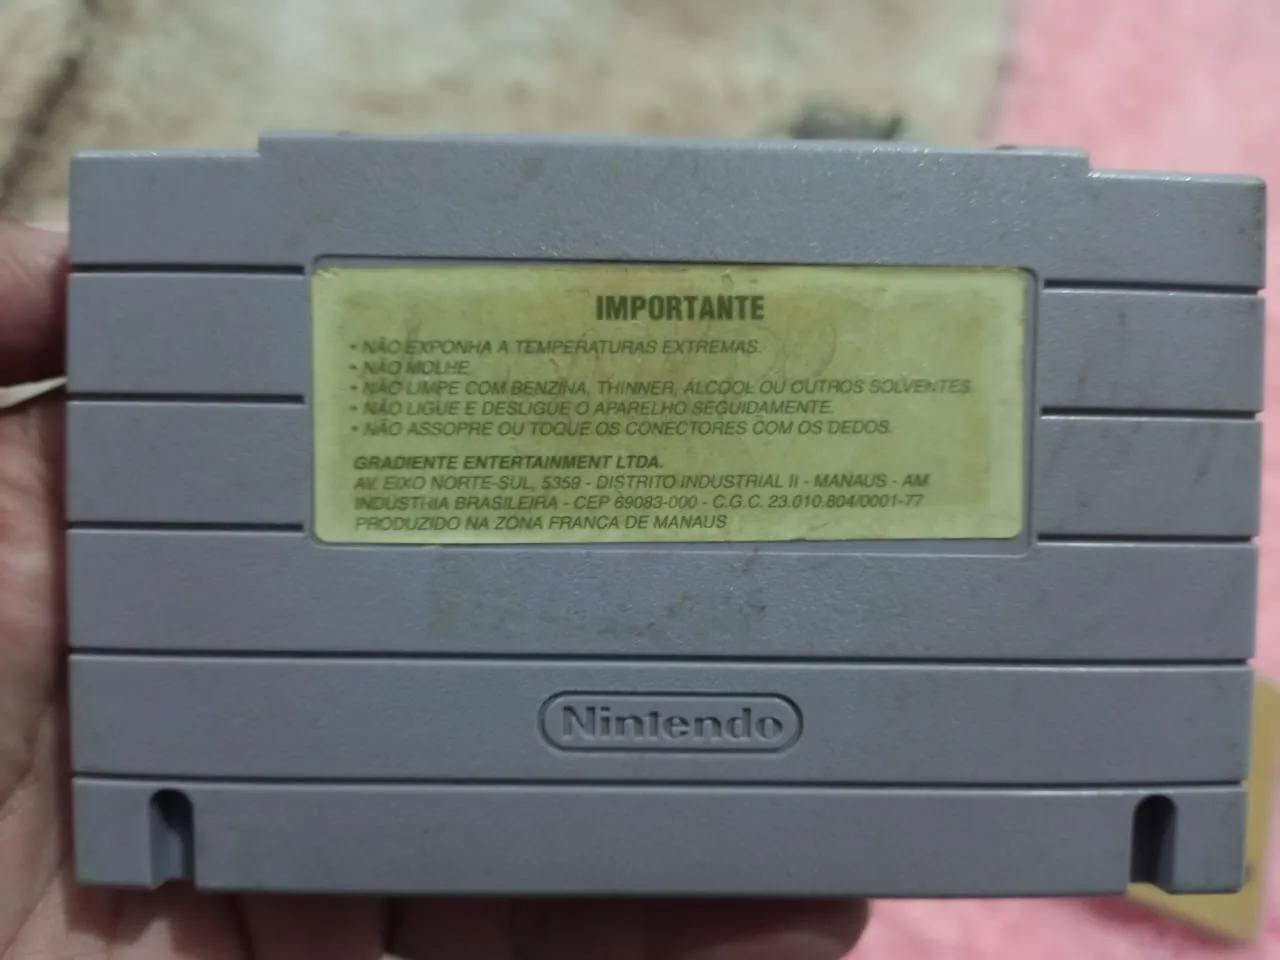 IMPORTANTE
• NÃO EXPONHA A TEMPERATURAS EXTREMAS.
• NÃO MOLHE
• NÃO LIMPE COM BENZINA, THINNER, ÁLCOOL OU OUTROS SOLVENTES.
• NÃO LIGUE E DESLIGUE O APARELHO SEGUIDAMENTE.
• NÃO ASSOPRE OU TOQUE OS CONECTORES COM OS DEDOS.
GRADIENTE ENTERTAINMENT LTDA.
AV. EIXO NORTE-SUL, 5359 - DISTRITO INDUSTRIAL II - MANAUS - AM
INDÚSTRIA BRASILEIRA - CEP 69083-000 - C.G.C. 23.010.804/0001-77
PRODUZIDO NA ZONA FRANCA DE MANAUS
Nintendo